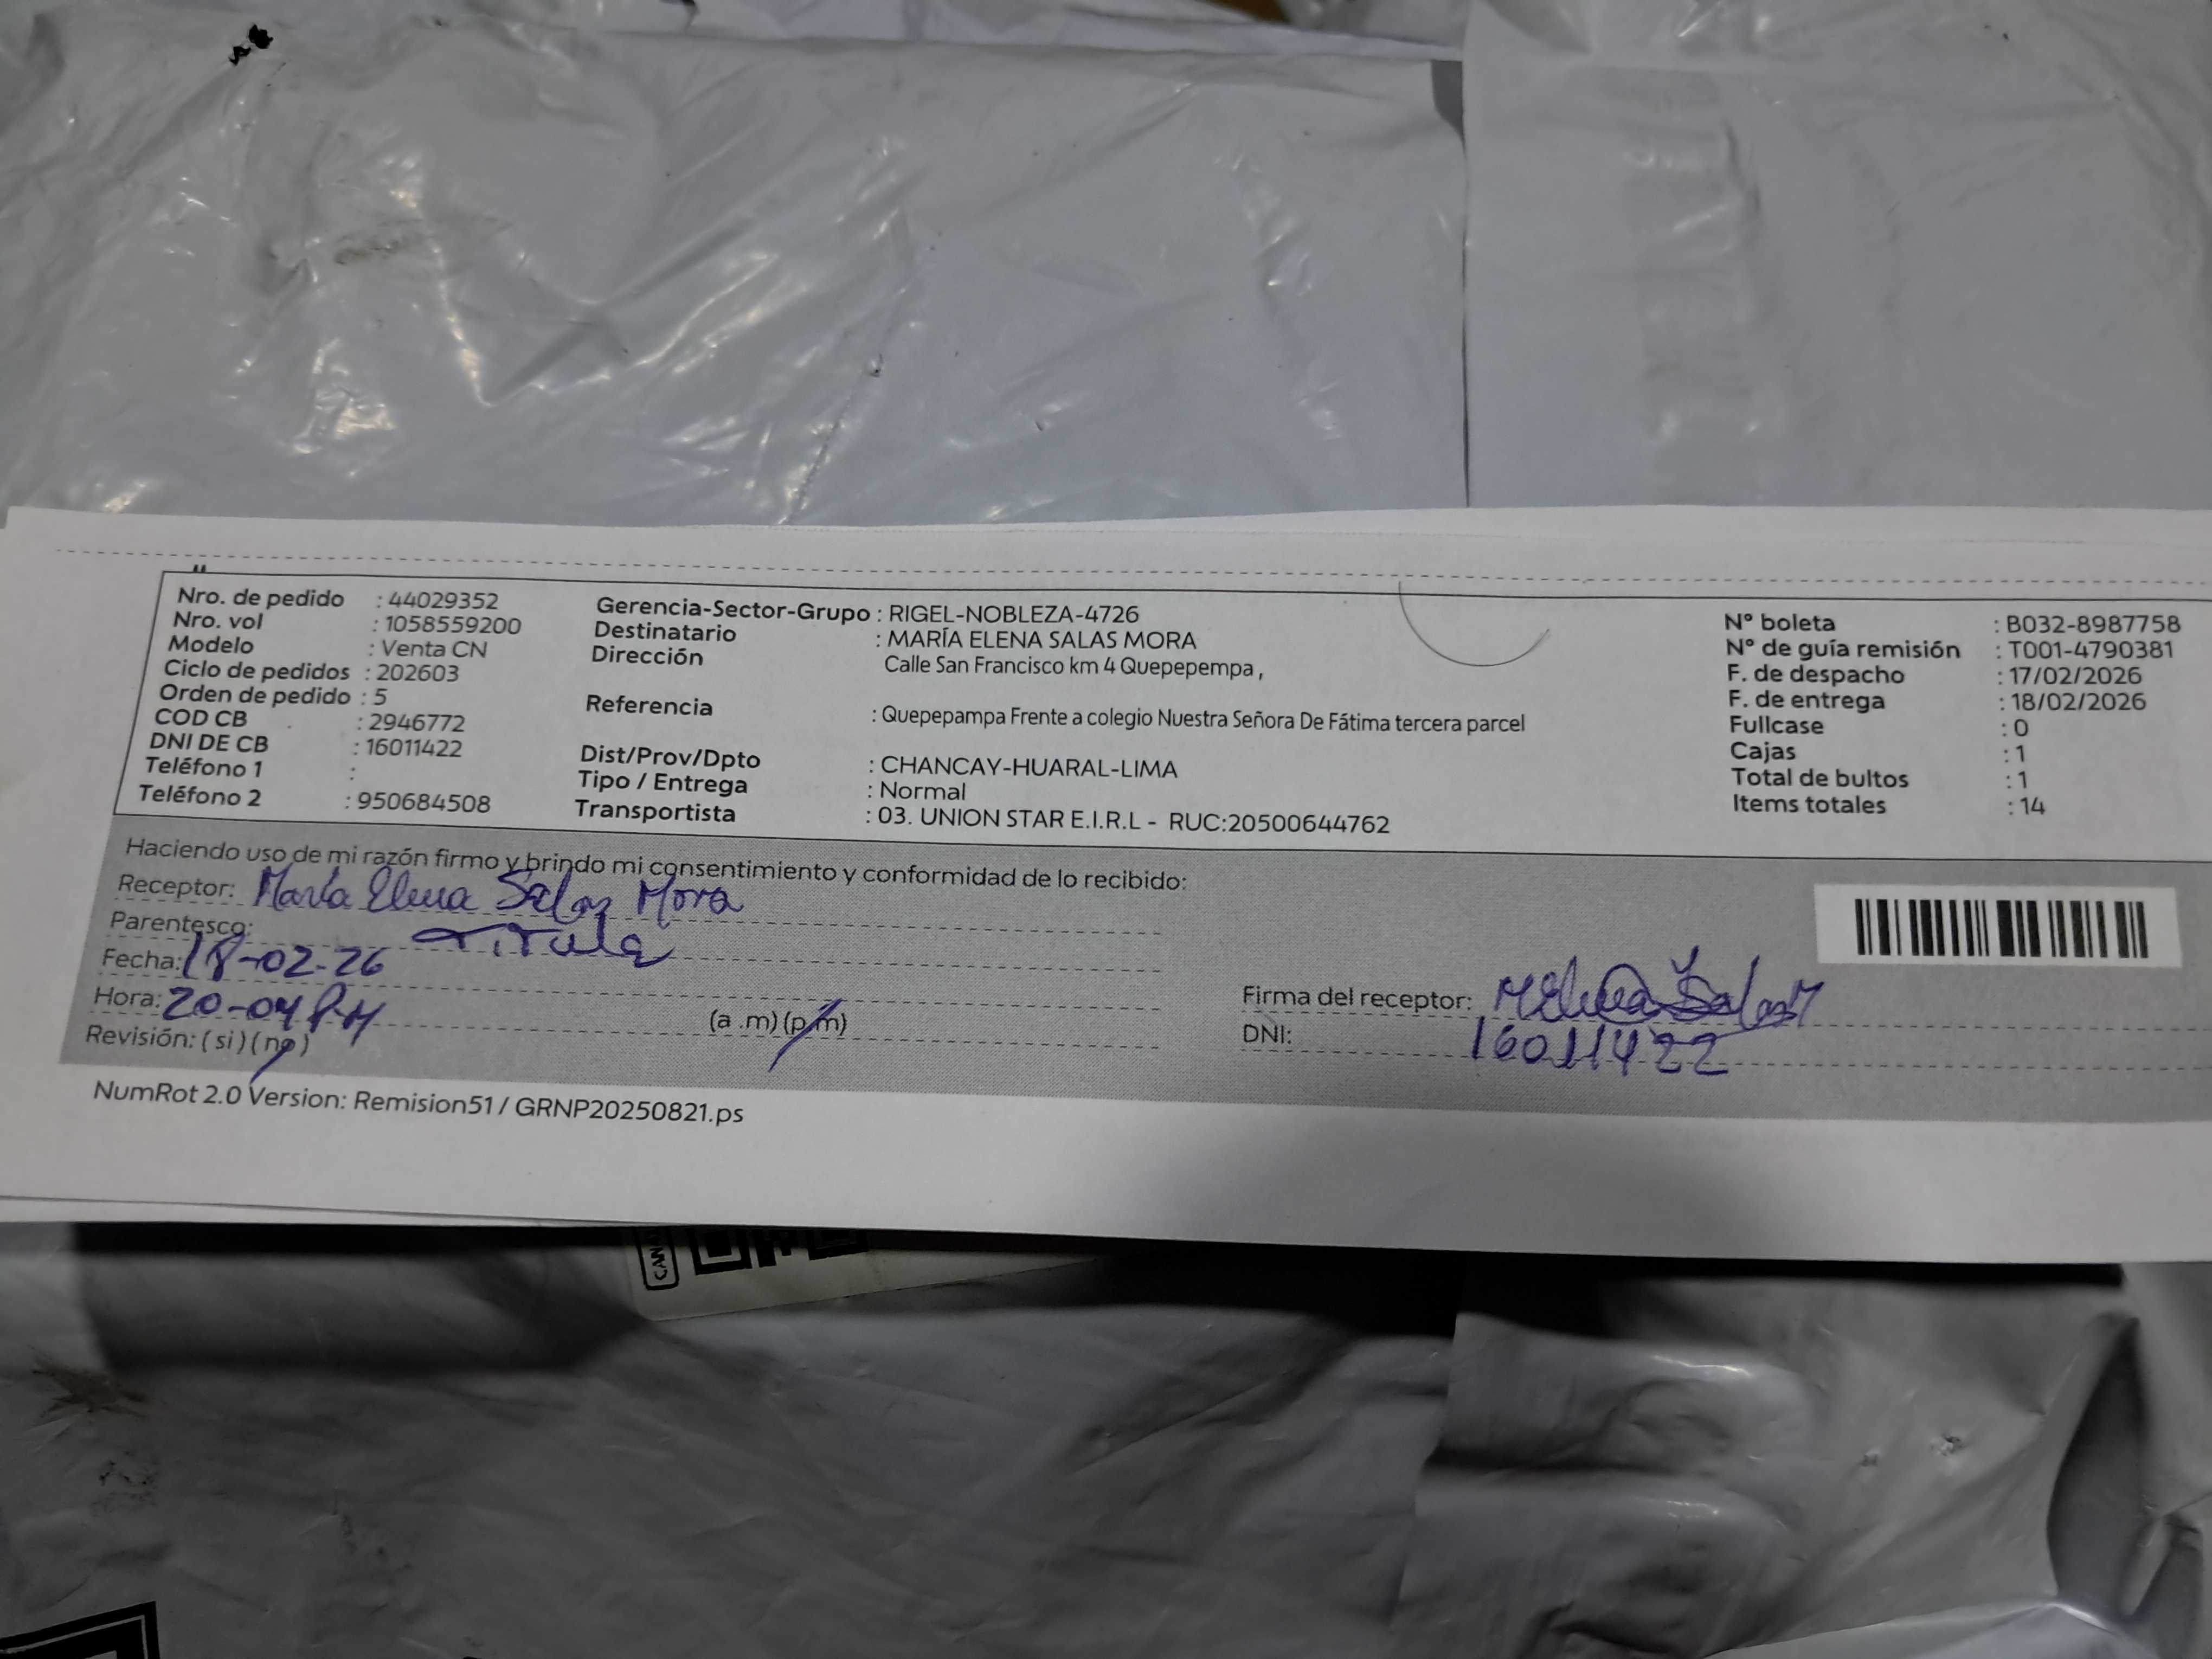 Nro. de pedido : 44029352
Nro. vol : 1058559200
Modelo : Venta CN
Ciclo de pedidos : 202603
Orden de pedido : 5
COD CB : 2946772
DNI DE CB : 16011422
Teléfono 1 :
Teléfono 2 : 950684508
Gerencia-Sector-Grupo : RIGEL-NOBLEZA-4726
Destinatario : MARÍA ELENA SALAS MORA
Dirección Calle San Francisco km 4 Quepepempa ,
Referencia : Quepepampa Frente a colegio Nuestra Señora De Fátima tercera parcel
Dist/Prov/Dpto : CHANCAY-HUARAL-LIMA
Tipo / Entrega : Normal
Transportista : 03. UNION STAR E.I.R.L - RUC:20500644762
N° boleta : B032-8987758
N° de guía remisión : T001-4790381
F. de despacho : 17/02/2026
F. de entrega : 18/02/2026
Fullcase : 0
Cajas : 1
Total de bultos : 1
Items totales : 14
Haciendo uso de mi razón firmo y brindo mi consentimiento y conformidad de lo recibido:
Receptor: María Elena Salas Mora
Parentesco:
Fecha: 18-02-26
Hora: 20-04 PM (a .m) (p.m)
Revisión: ( si ) ( no )
Firma del receptor: MElena Salas M
DNI: 16011422
NumRot 2.0 Version: Remision51 / GRNP20250821.ps